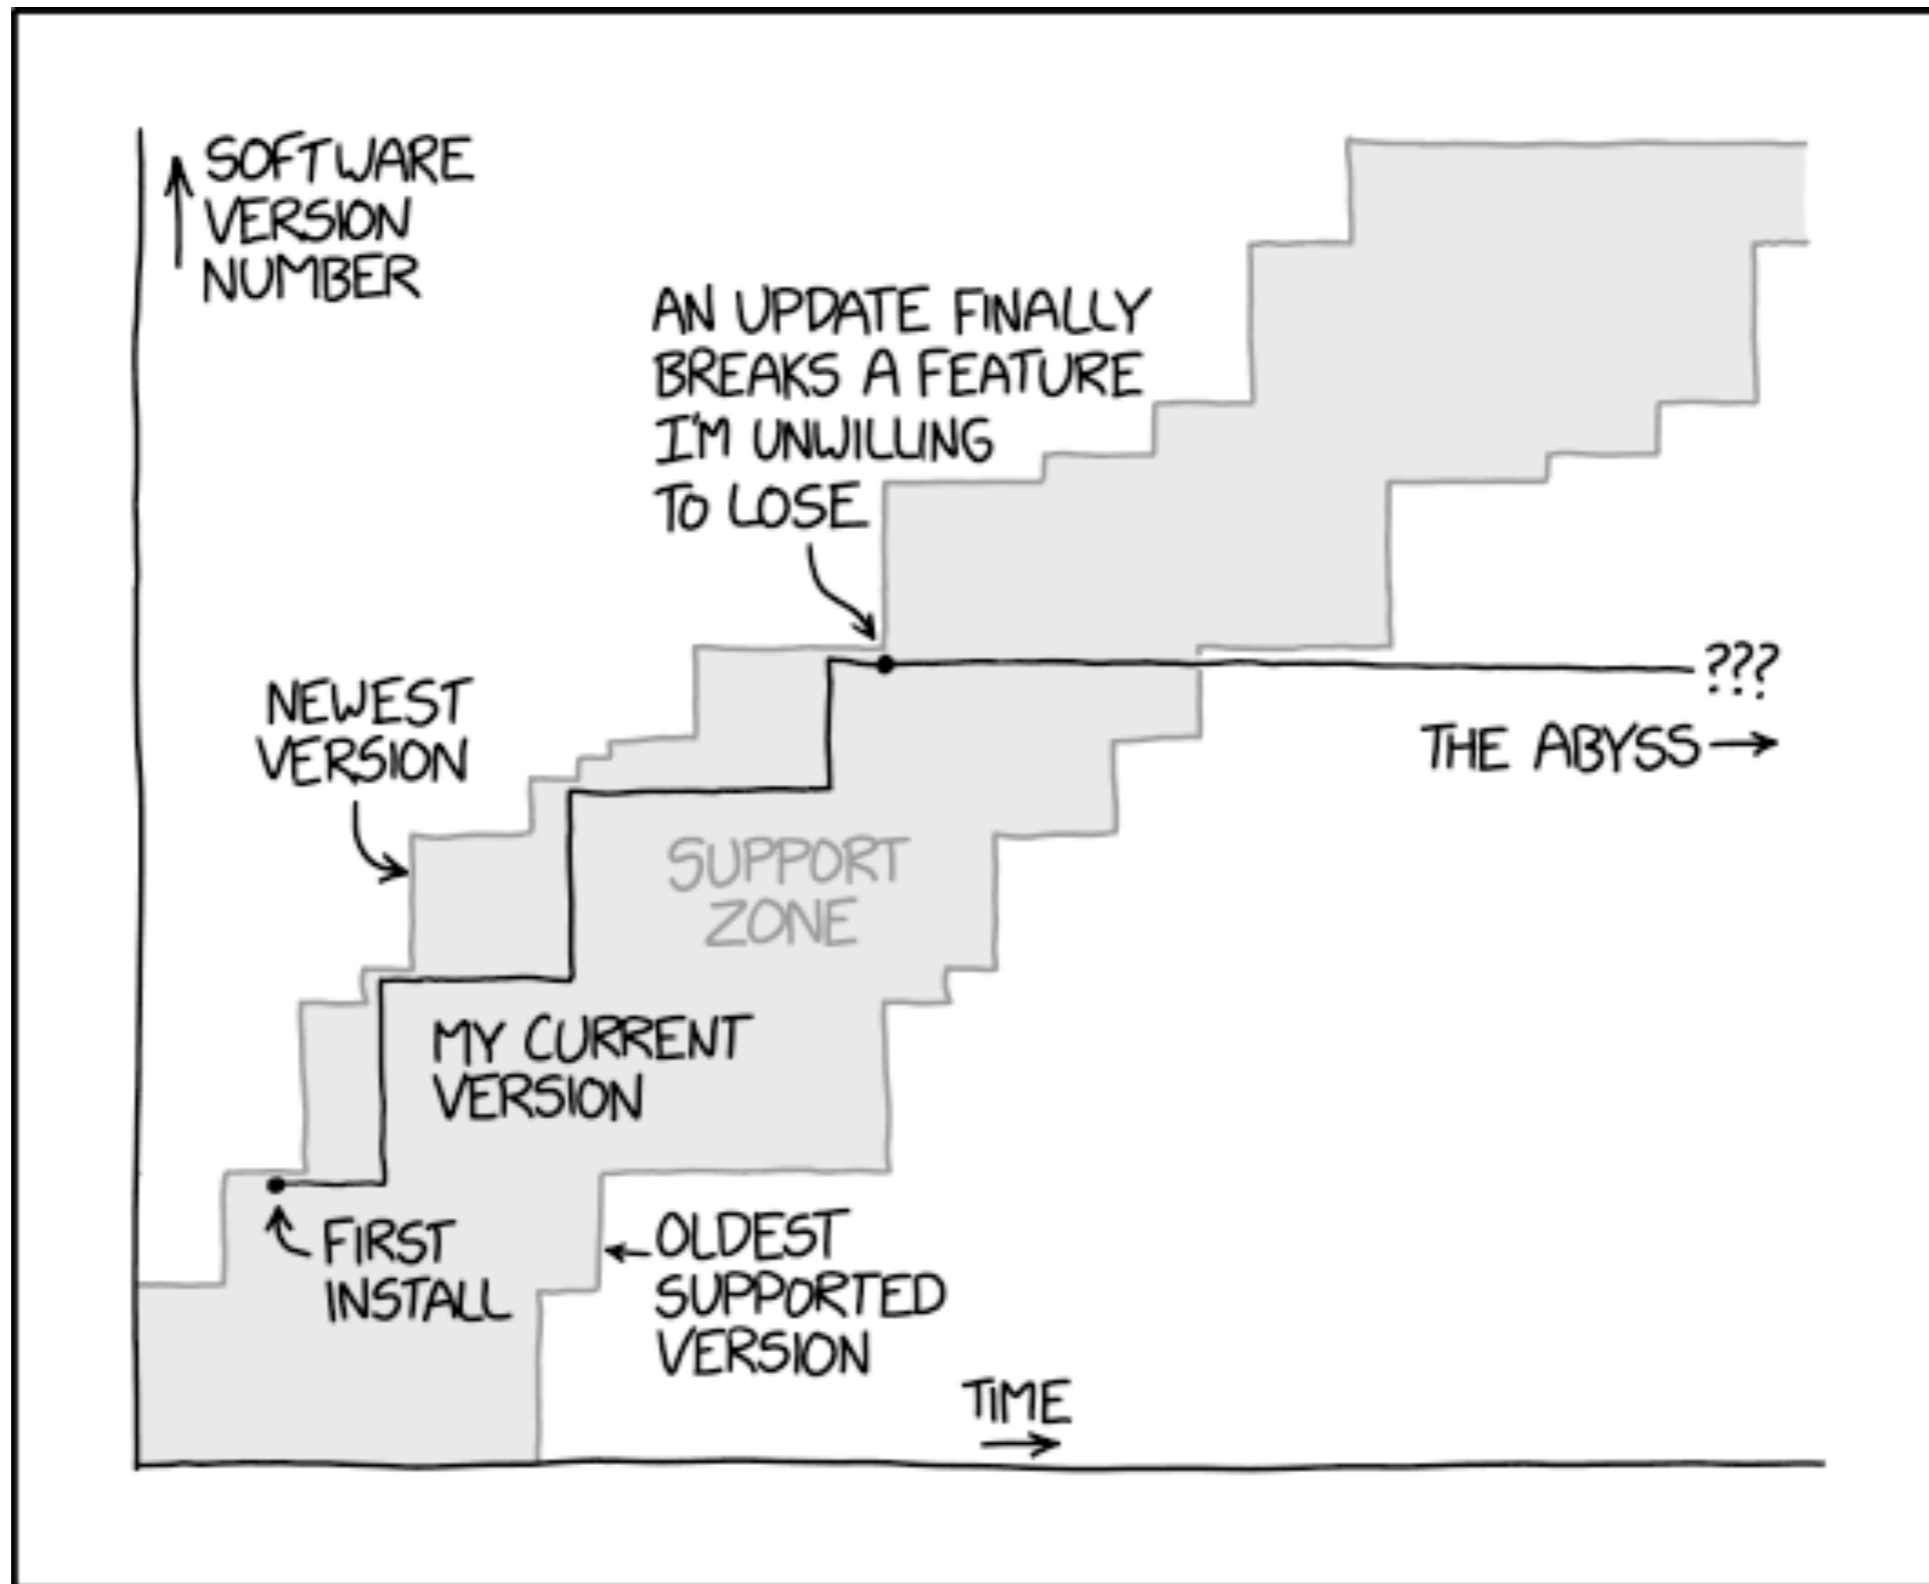 SOFTWARE
VERSION
NUMBER
AN UPDATE FINALLY
BREAKS A FEATURE
I'M UNWILLING
TO LOSE
NEWEST
VERSION
???
THE ABYSS
SUPPORT
ZONE
MY CURRENT
VERSION
FIRST
INSTALL
OLDEST
SUPPORTED
VERSION
TIME